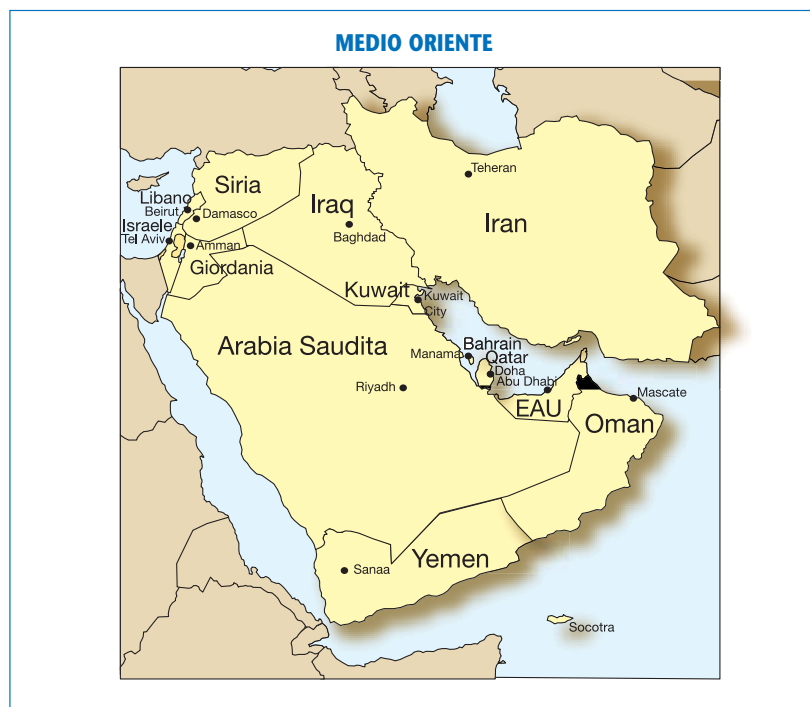 MEDIO ORIENTE
Teheran
Siria
Libano
Beirut
Damasco
Iraq
Iran
Israele
Tel Aviv
Baghdad
Amman
Giordania
Kuwait
Kuwait
City
Arabia Saudita
Bahrain
Manama
Qatar
Doha
Abu Dhabi
Riyadh
Mascate
EAU
Oman
Yemen
Sanaa
Socotra